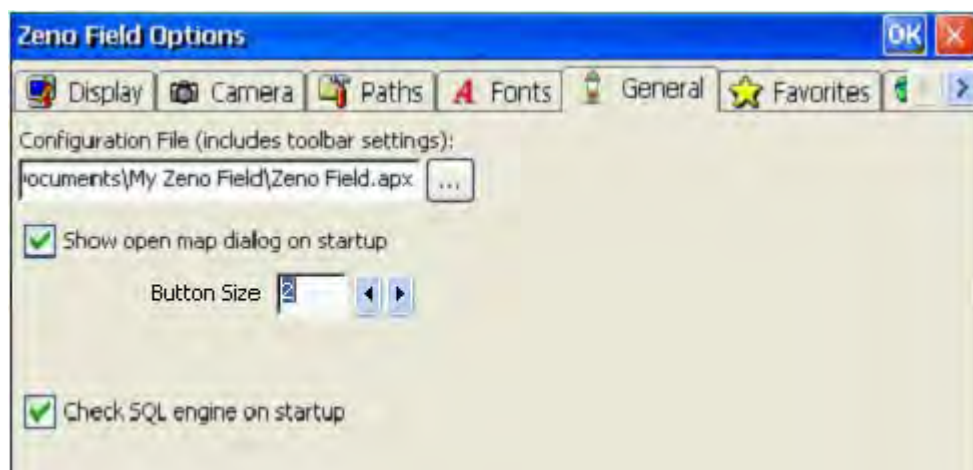 Zeno Field Options OK
Display Camera Paths Fonts General Favorites
Configuration File (includes toolbar settings):
ocuments\My Zeno Field\Zeno Field.apx ...
Show open map dialog on startup
Button Size 2
Check SQL engine on startup